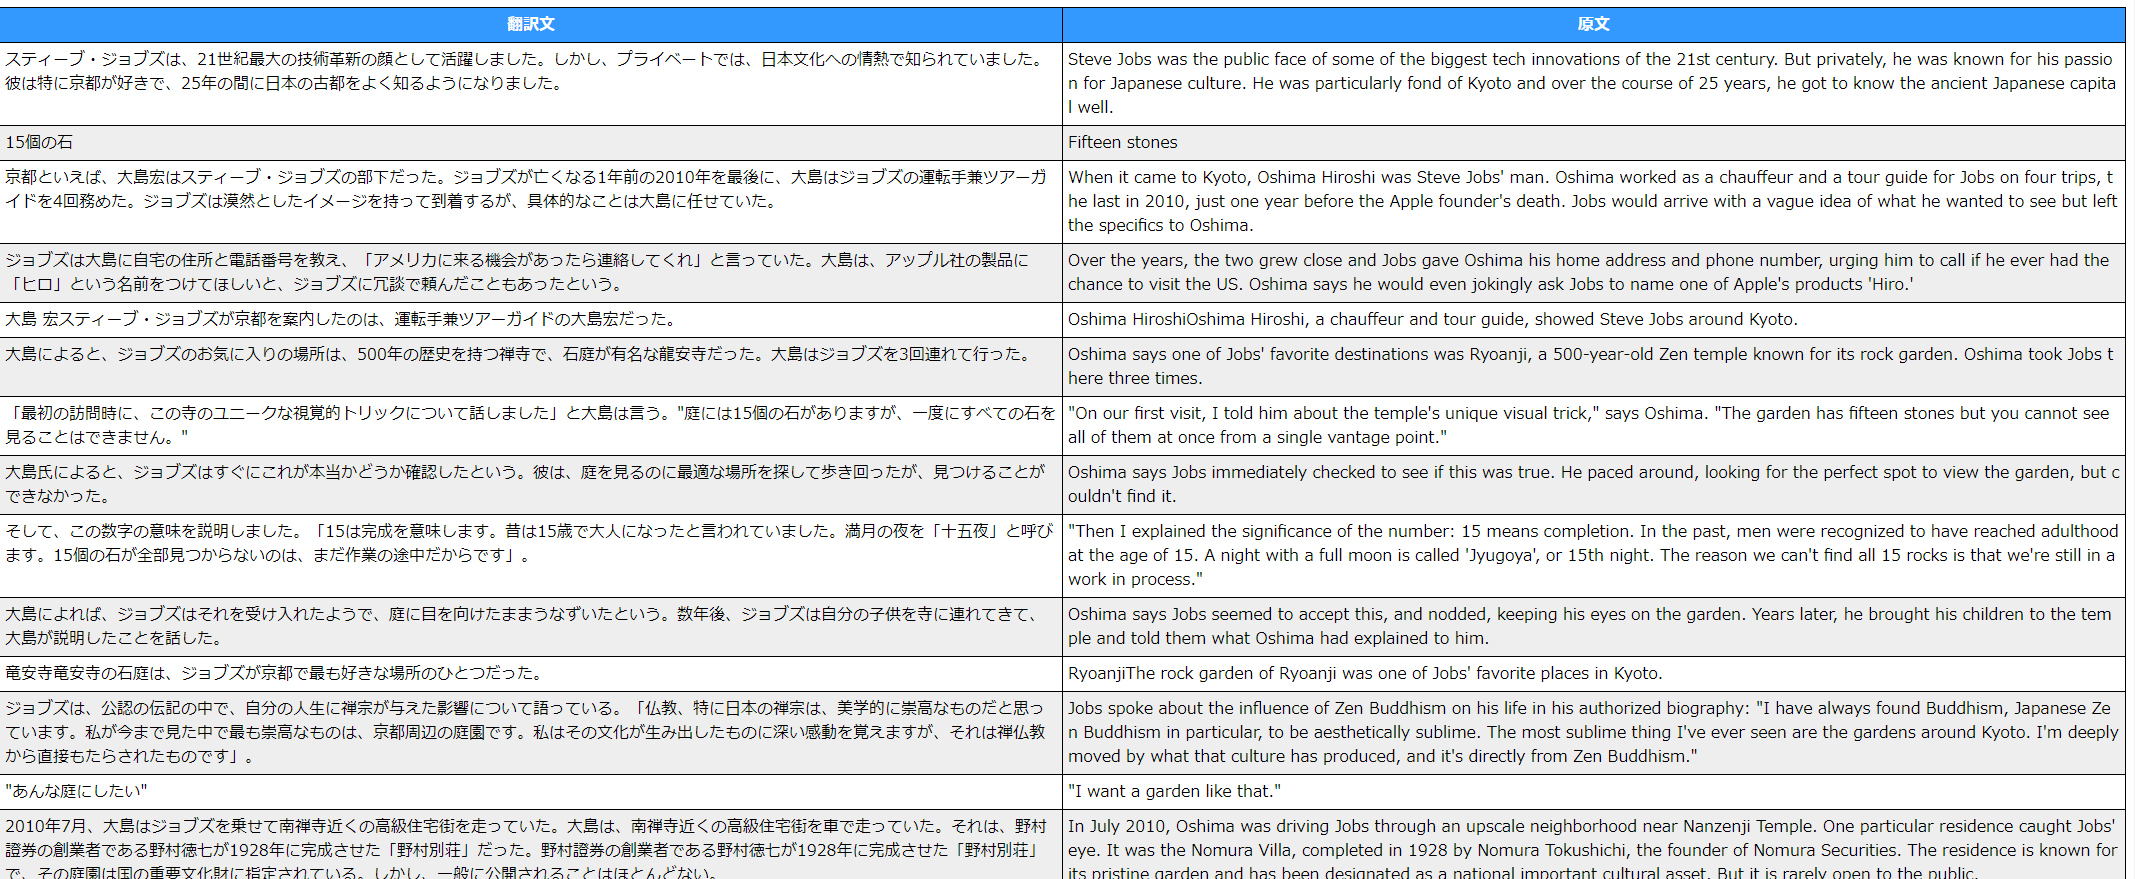 翻訳文
原文
スティーブ・ジョブズは、21世紀最大の技術革新の顔として活躍しました。しかし、プライベートでは、日本文化への情熱で知られていました。
彼は特に京都が好きで、25年の間に日本の古都をよく知るようになりました。
Steve Jobs was the public face of some of the biggest tech innovations of the 21st century. But privately, he was known for his passio
n for Japanese culture. He was particularly fond of Kyoto and over the course of 25 years, he got to know the ancient Japanese capita
l well.
15個の石
Fifteen stones
京都といえば、大島宏はスティーブ・ジョブズの部下だった。ジョブズが亡くなる1年前の2010年を最後に、大島はジョブズの運転手兼ツアーガ
イドを4回務めた。ジョブズは漠然としたイメージを持って到着するが、具体的なことは大島に任せていた。
When it came to Kyoto, Oshima Hiroshi was Steve Jobs' man. Oshima worked as a chauffeur and a tour guide for Jobs on four trips, t
he last in 2010, just one year before the Apple founder's death. Jobs would arrive with a vague idea of what he wanted to see but left
the specifics to Oshima.
ジョブズは大島に自宅の住所と電話番号を教え、「アメリカに来る機会があったら連絡してくれ」と言っていた。大島は、アップル社の製品に
「ヒロ」という名前をつけてほしいと、ジョブズに冗談で頼んだこともあったという。
Over the years, the two grew close and Jobs gave Oshima his home address and phone number, urging him to call if he ever had the
chance to visit the US. Oshima says he would even jokingly ask Jobs to name one of Apple's products 'Hiro.'
大島 宏スティーブ・ジョブズが京都を案内したのは、運転手兼ツアーガイドの大島宏だった。
Oshima HiroshiOshima Hiroshi, a chauffeur and tour guide, showed Steve Jobs around Kyoto.
大島によると、ジョブズのお気に入りの場所は、500年の歴史を持つ禅寺で、石庭が有名な龍安寺だった。大島はジョブズを3回連れて行った。
Oshima says one of Jobs' favorite destinations was Ryoanji, a 500-year-old Zen temple known for its rock garden. Oshima took Jobs t
here three times.
「最初の訪問時に、この寺のユニークな視覚的トリックについて話しました」と大島は言う。"庭には15個の石がありますが、一度にすべての石を
見ることはできません。"
"On our first visit, I told him about the temple's unique visual trick," says Oshima. "The garden has fifteen stones but you cannot see
all of them at once from a single vantage point."
大島氏によると、ジョブズはすぐにこれが本当かどうか確認したという。彼は、庭を見るのに最適な場所を探して歩き回ったが、見つけることが
できなかった。
Oshima says Jobs immediately checked to see if this was true. He paced around, looking for the perfect spot to view the garden, but c
ouldn't find it.
そして、この数字の意味を説明しました。「15は完成を意味します。昔は15歳で大人になったと言われていました。満月の夜を「十五夜」と呼び
ます。15個の石が全部見つからないのは、まだ作業の途中だからです」。
"Then I explained the significance of the number: 15 means completion. In the past, men were recognized to have reached adulthood
at the age of 15. A night with a full moon is called 'Jyugoya', or 15th night. The reason we can't find all 15 rocks is that we're still in a
work in process."
大島によれば、ジョブズはそれを受け入れたようで、庭に目を向けたままうなずいたという。数年後、ジョブズは自分の子供を寺に連れてきて、
大島が説明したことを話した。
Oshima says Jobs seemed to accept this, and nodded, keeping his eyes on the garden. Years later, he brought his children to the tem
ple and told them what Oshima had explained to him.
竜安寺竜安寺の石庭は、ジョブズが京都で最も好きな場所のひとつだった。
RyoanjiThe rock garden of Ryoanji was one of Jobs' favorite places in Kyoto.
ジョブズは、公認の伝記の中で、自分の人生に禅宗が与えた影響について語っている。「仏教、特に日本の禅宗は、美学的に崇高なものだと思っ
ています。私が今まで見た中で最も崇高なものは、京都周辺の庭園です。私はその文化が生み出したものに深い感動を覚えますが、それは禅仏教
から直接もたらされたものです」。
Jobs spoke about the influence of Zen Buddhism on his life in his authorized biography: "I have always found Buddhism, Japanese Ze
n Buddhism in particular, to be aesthetically sublime. The most sublime thing I've ever seen are the gardens around Kyoto. I'm deeply
moved by what that culture has produced, and it's directly from Zen Buddhism."
"あんな庭にしたい"
"I want a garden like that."
2010年7月、大島はジョブズを乗せて南禅寺近くの高級住宅街を走っていた。大島は、南禅寺近くの高級住宅街を車で走っていた。それは、野村
證券の創業者である野村徳七が1928年に完成させた「野村別荘」だった。野村證券の創業者である野村徳七が1928年に完成させた「野村別荘」
で、その庭園は国の重要文化財に指定されている。しかし、一般に公開されることはほとんどない。
In July 2010, Oshima was driving Jobs through an upscale neighborhood near Nanzenji Temple. One particular residence caught Jobs'
eye. It was the Nomura Villa, completed in 1928 by Nomura Tokushichi, the founder of Nomura Securities. The residence is known for
its pristine garden and has been designated as a national important cultural asset. But it is rarely open to the public.